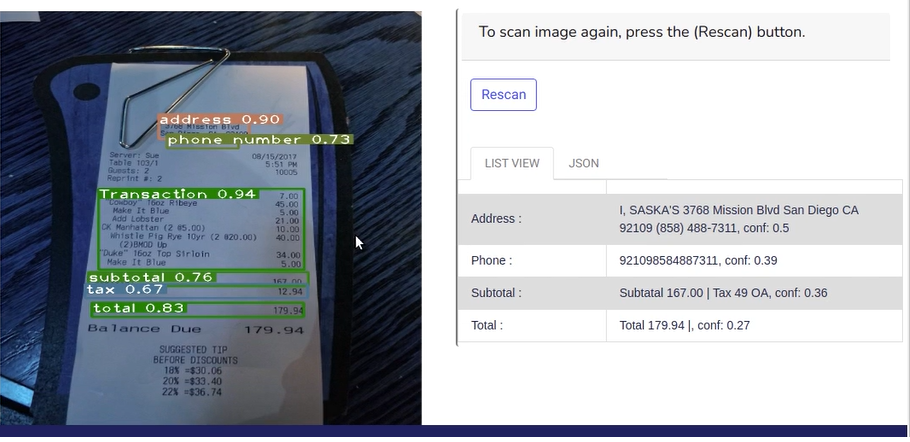 address 0.90
3768 Mission Blvd
phone number 0.73
Server: Sue 08/15/2017
Table 103/1 5:51 PM
Guests: 2 10005
Reprint #: 2
Transaction 0.94 7.00
Cowboy 16oz Ribeye 45.00
Make It Blue 5.00
Add Lobster 21.00
CK Manhattan (2 @5.00) 10.00
Whistle Pig Rye 10yr (2 @20.00) 40.00
(2)BMOD Up
"Duke" 16oz Top Sirloin 34.00
Make It Blue 5.00
subtotal 0.76 167.00
tax 0.67 12.94
total 0.83 179.94
Balance Due 179.94
SUGGESTED TIP
BEFORE DISCOUNTS
18% =$30.06
20% =$33.40
22% =$36.74
To scan image again, press the (Rescan) button.
Rescan
LIST VIEW JSON
Address : I, SASKA'S 3768 Mission Blvd San Diego CA
92109 (858) 488-7311, conf: 0.5
Phone : 921098584887311, conf: 0.39
Subtotal : Subtatal 167.00 | Tax 49 OA, conf: 0.36
Total : Total 179.94 |, conf: 0.27